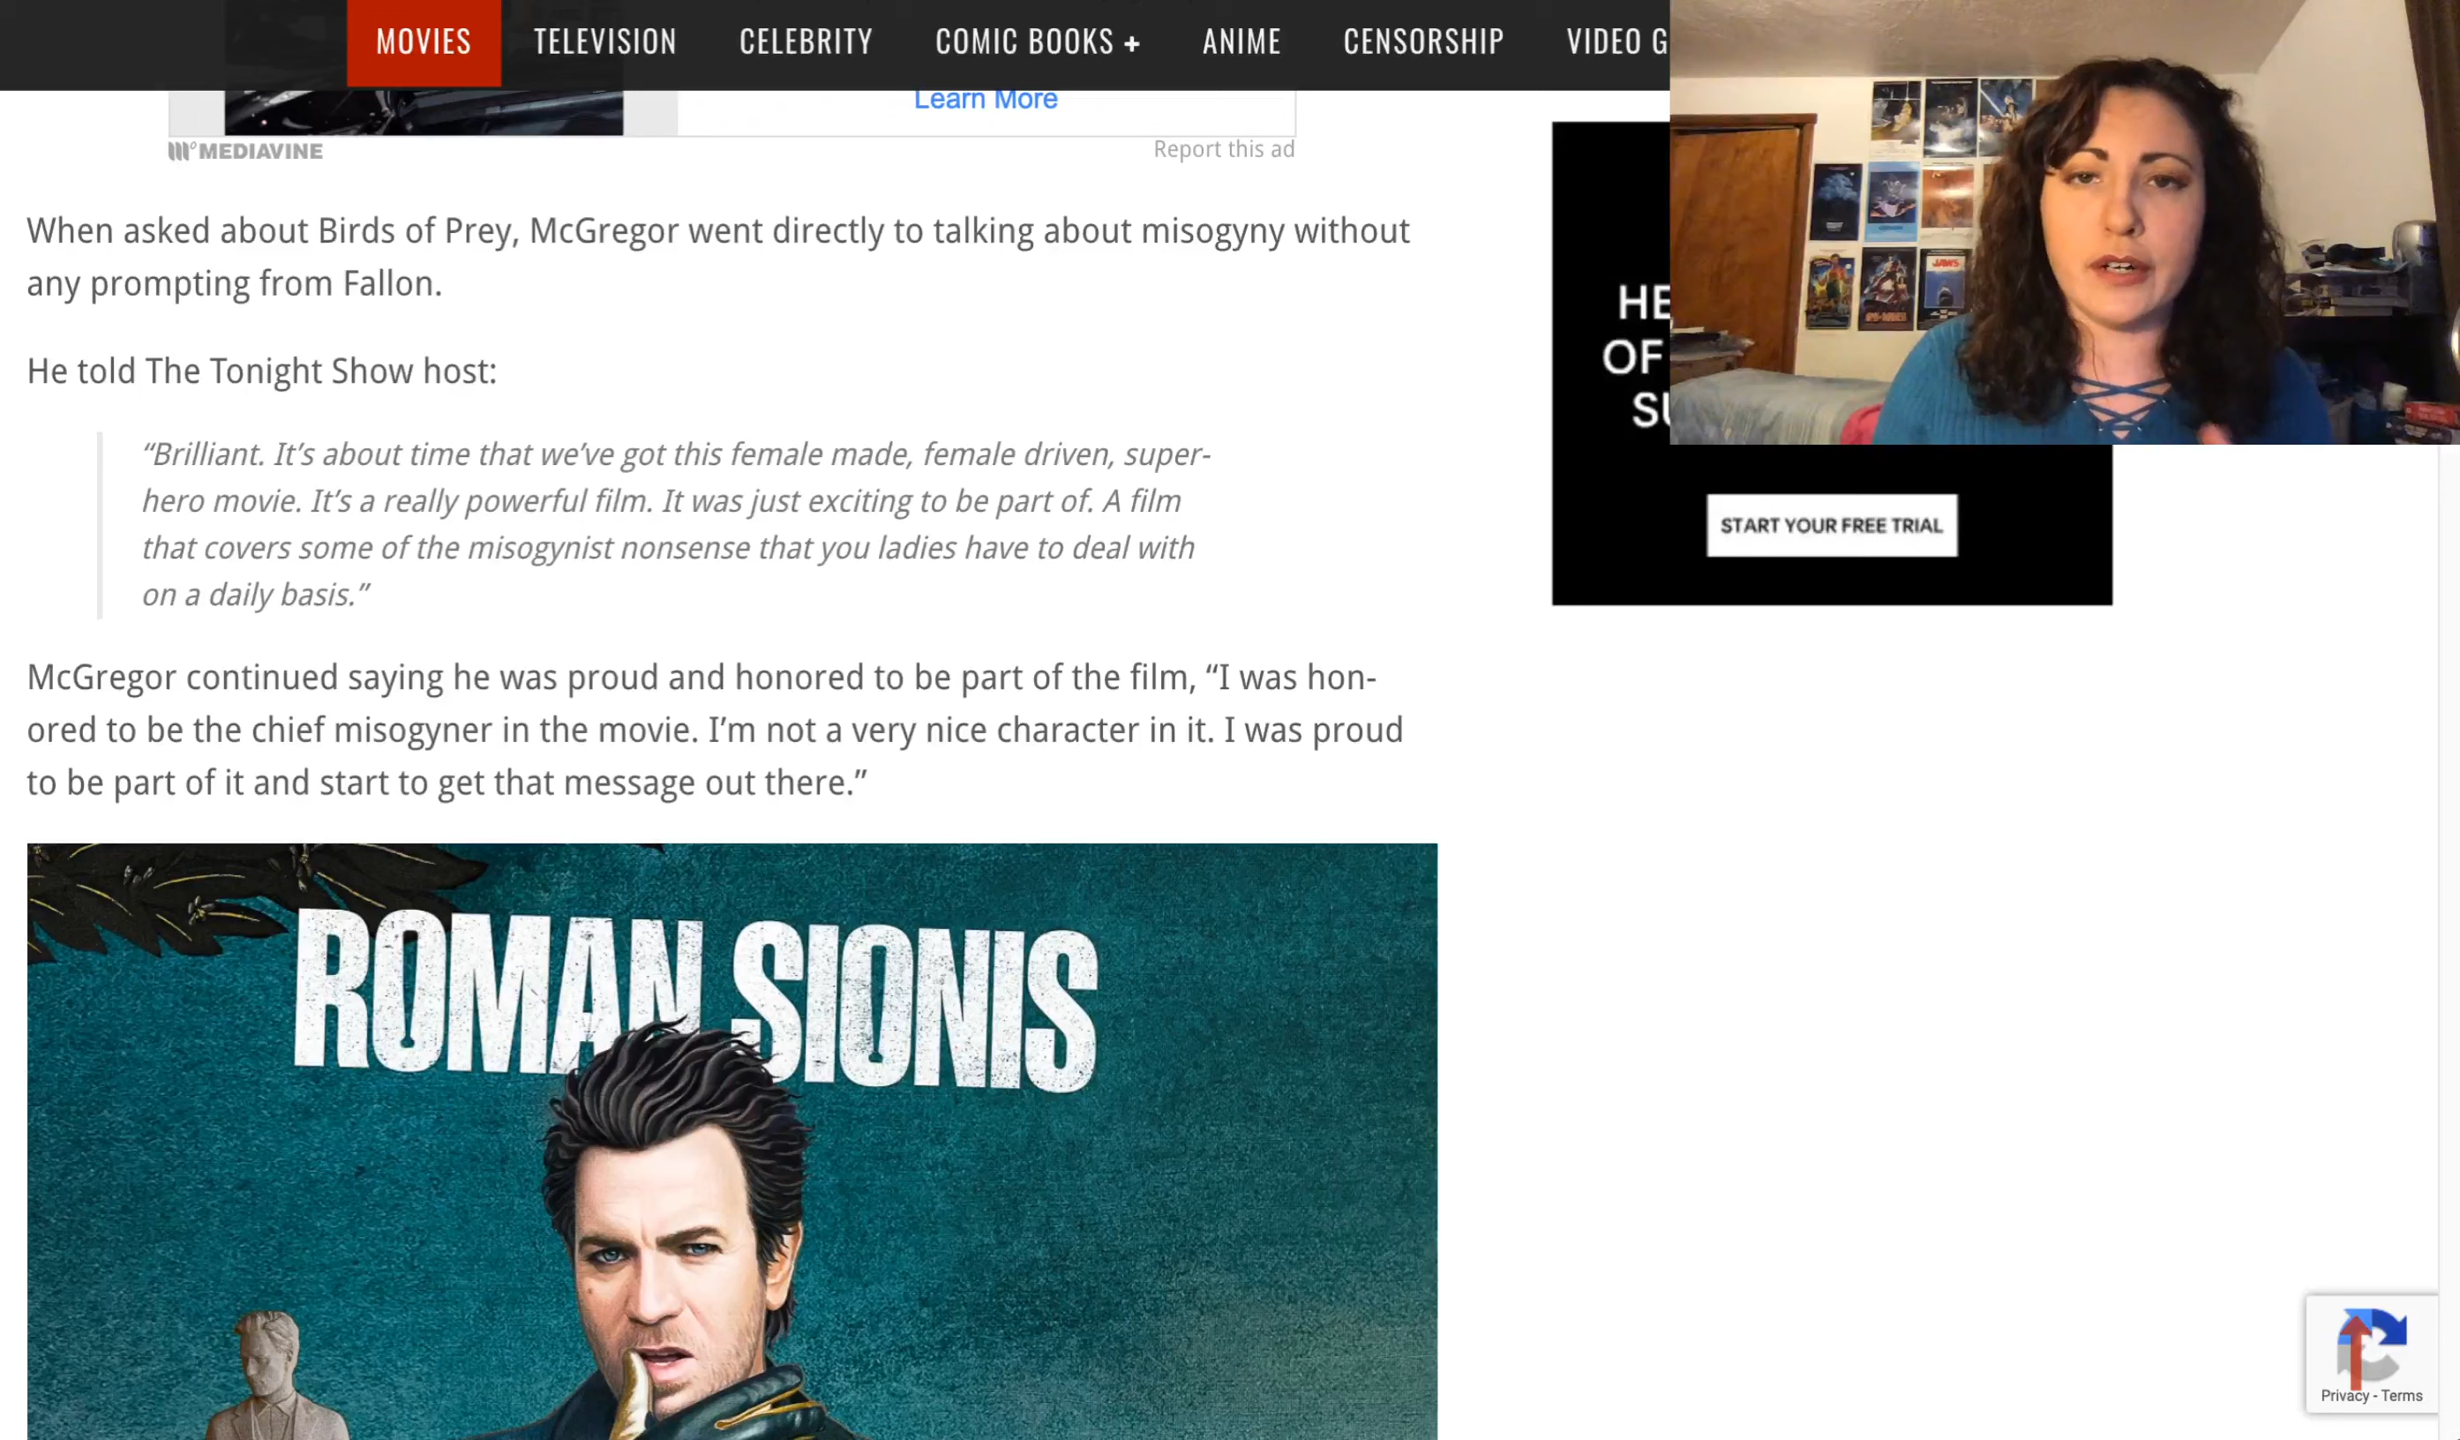 MOVIES TELEVISION CELEBRITY COMIC BOOKS + ANIME CENSORSHIP VIDEO G
Learn More
MEDIAVINE
Report this ad
When asked about Birds of Prey, McGregor went directly to talking about misogyny without
any prompting from Fallon.
He told The Tonight Show host:
“Brilliant. It’s about time that we’ve got this female made, female driven, super-
hero movie. It’s a really powerful film. It was just exciting to be part of. A film
that covers some of the misogynist nonsense that you ladies have to deal with
on a daily basis.”
McGregor continued saying he was proud and honored to be part of the film, “I was hon-
ored to be the chief misogyner in the movie. I’m not a very nice character in it. I was proud
to be part of it and start to get that message out there.”
ROMAN SIONIS
HE
OF
SU
START YOUR FREE TRIAL
JAWS
Privacy - Terms